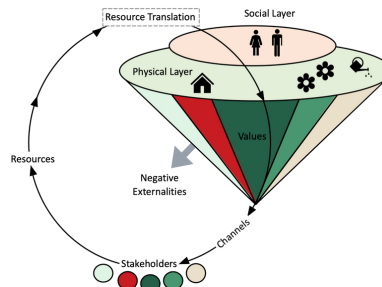 Resource Translation
Social Layer
Physical Layer
Values
Resources
Negative
Externalities
Channels
Stakeholders